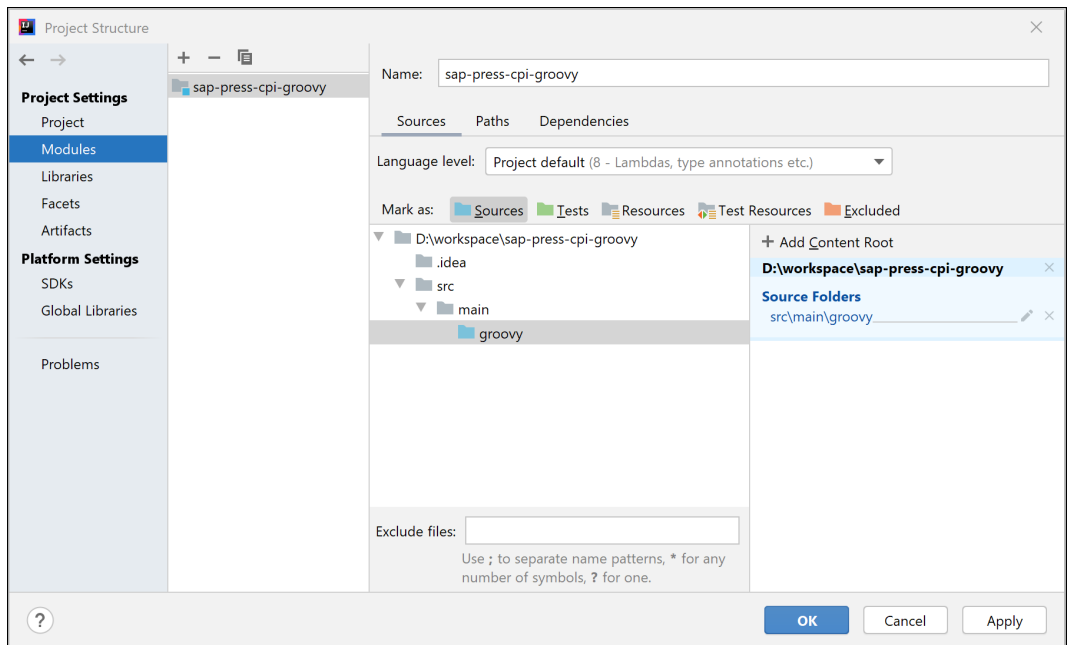 Project Structure
Project Settings
Project
Modules
Libraries
Facets
Artifacts
Platform Settings
SDKs
Global Libraries
Problems
sap-press-cpi-groovy
Name: sap-press-cpi-groovy
Sources Paths Dependencies
Language level: Project default (8 - Lambdas, type annotations etc.)
Mark as: Sources Tests Resources Test Resources Excluded
D:\workspace\sap-press-cpi-groovy
.idea
src
main
groovy
Exclude files:
Use ; to separate name patterns, * for any
number of symbols, ? for one.
+ Add Content Root
D:\workspace\sap-press-cpi-groovy
Source Folders
src\main\groovy
?
OK Cancel Apply